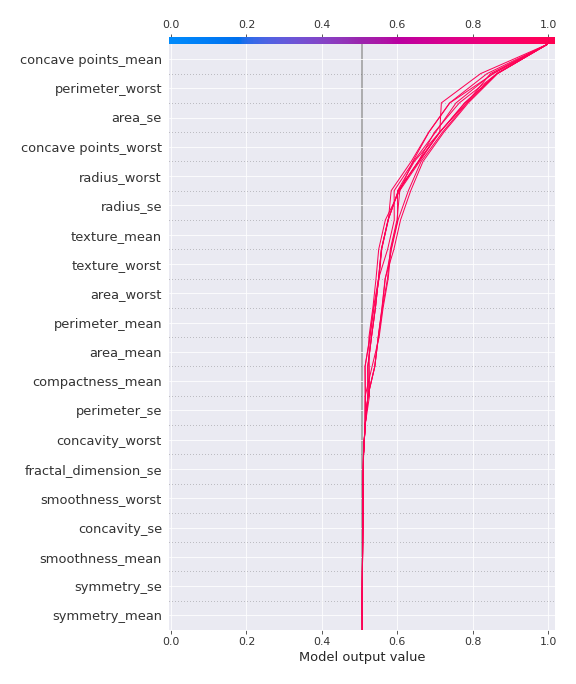 0.0 0.2 0.4 0.6 0.8 1.0
concave points_mean
perimeter_worst
area_se
concave points_worst
radius_worst
radius_se
texture_mean
texture_worst
area_worst
perimeter_mean
area_mean
compactness_mean
perimeter_se
concavity_worst
fractal_dimension_se
smoothness_worst
concavity_se
smoothness_mean
symmetry_se
symmetry_mean
0.0 0.2 0.4 0.6 0.8 1.0
Model output value